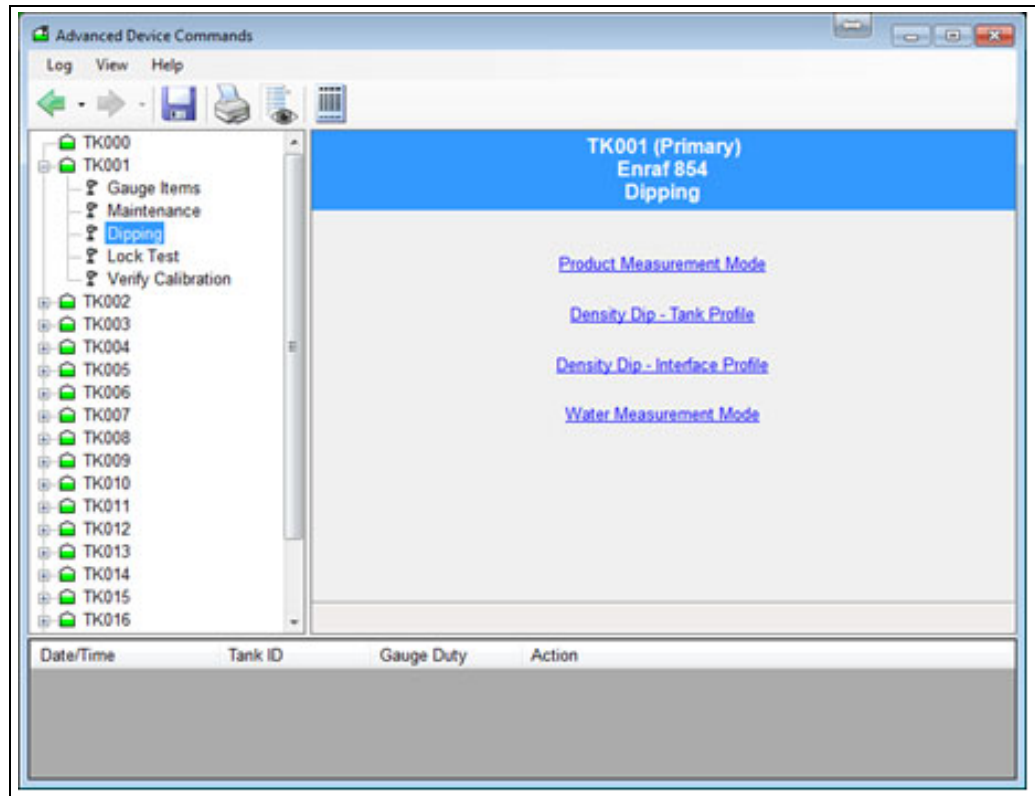 Advanced Device Commands
Log View Help
TK000
TK001
Gauge Items
Maintenance
Dipping
Lock Test
Verify Calibration
TK002
TK003
TK004
TK005
TK006
TK007
TK008
TK009
TK010
TK011
TK012
TK013
TK014
TK015
TK016
TK001 (Primary)
Enraf 854
Dipping
Product Measurement Mode
Density Dip - Tank Profile
Density Dip - Interface Profile
Water Measurement Mode
Date/Time Tank ID Gauge Duty Action